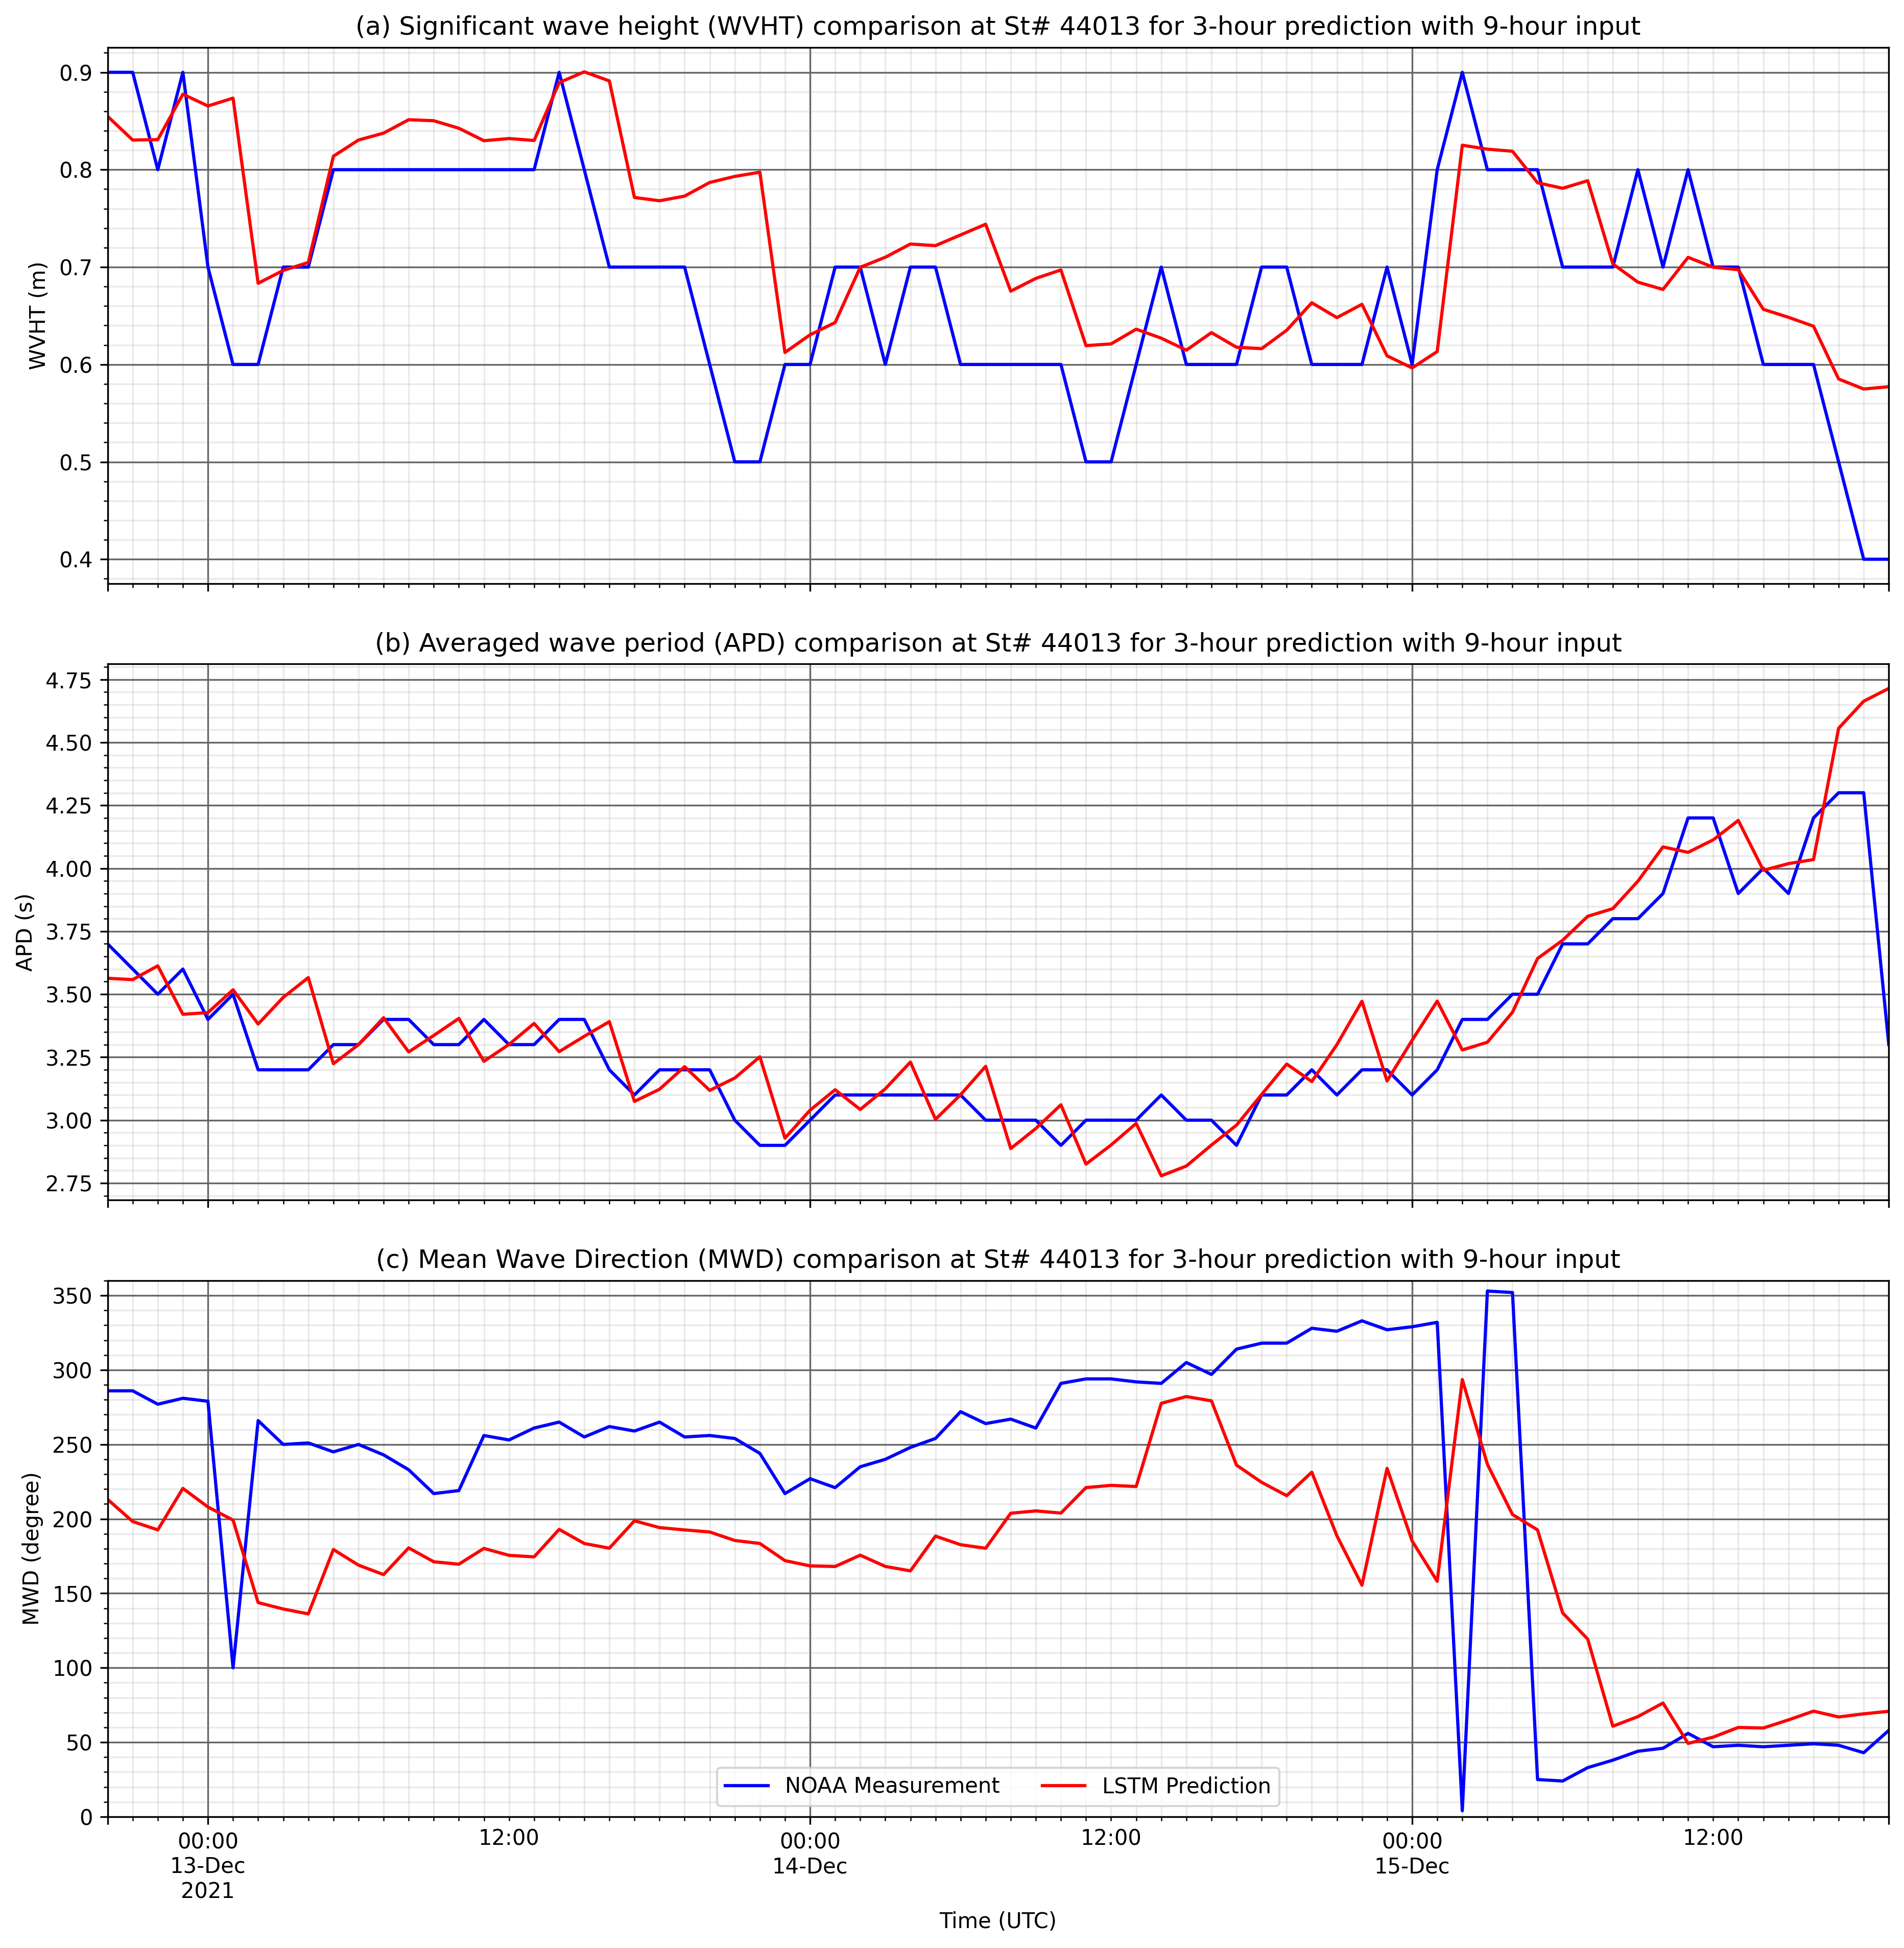 (a) Significant wave height (WVHT) comparison at St# 44013 for 3-hour prediction with 9-hour input
0.9
0.8
0.7
0.6
0.5
0.4
WVHT (m)
(b) Averaged wave period (APD) comparison at St# 44013 for 3-hour prediction with 9-hour input
4.75
4.50
4.25
4.00
3.75
3.50
3.25
3.00
2.75
APD (s)
(c) Mean Wave Direction (MWD) comparison at St# 44013 for 3-hour prediction with 9-hour input
350
300
250
200
150
100
50
0
MWD (degree)
NOAA Measurement LSTM Prediction
00:00 12:00 00:00 12:00 00:00 12:00
13-Dec 14-Dec 15-Dec
2021
Time (UTC)